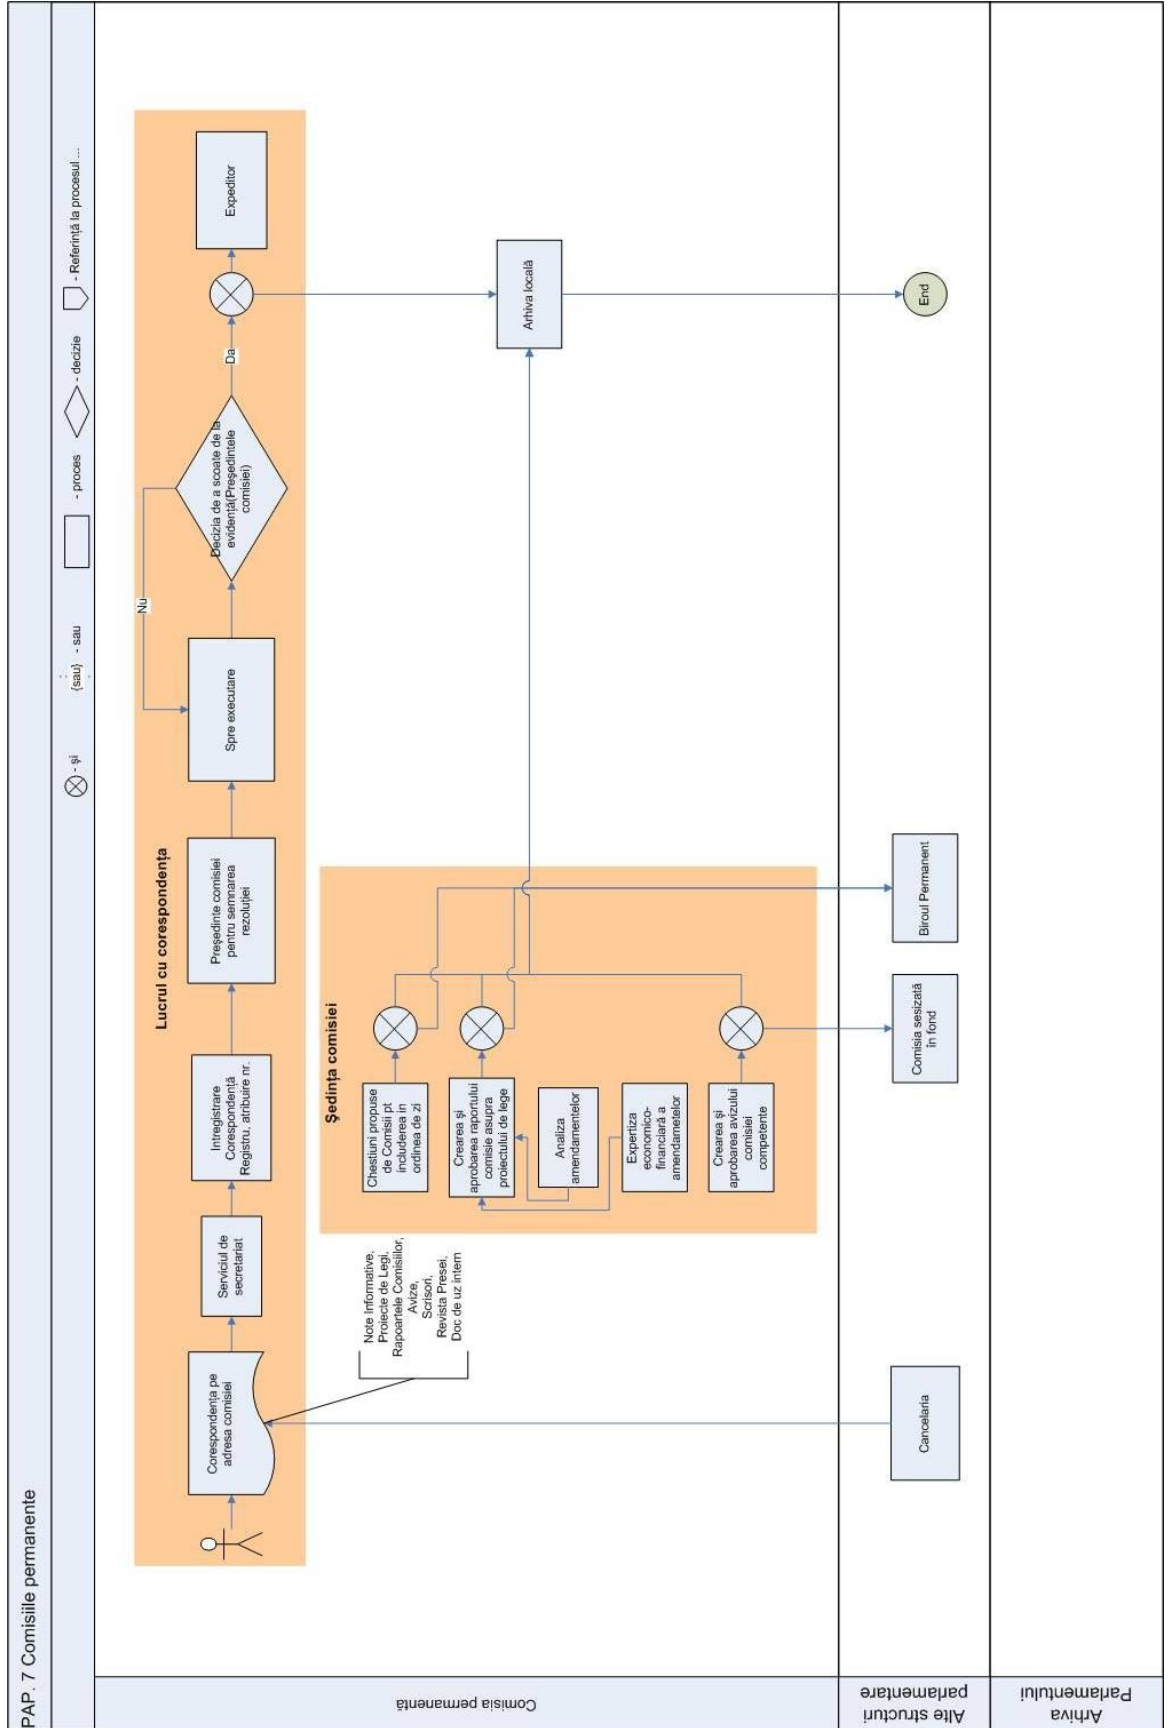 PAP. 7 Comisiile permanente
- și
{sau}
- sau
- proces
- decizie
- Referință la procesul ...
Comisia permanentă
Alte structuri
parlamentare
Arhiva
Parlamentului
Lucrul cu corespondența
Corespondența pe
adresa comisiei
Serviciul de
secretariat
Intregistrare
Corespondență
Registru, atribuire nr.
Președinte comisiei
pentru semnarea
rezoluției
Spre executare
Nu
Decizia de a scoate de la
evidență(Președintele
comisiei)
Da
Expeditor
Note Informative,
Proiecte de Legi,
Rapoartele Comisiilor,
Avize,
Scrisori,
Revista Presei,
Doc de uz intern
Ședința comisiei
Chestiuni propuse
de Comisii pt
includerea in
ordinea de zi
Crearea și
aprobarea raportului
comisie asupra
proiectului de lege
Analiza
amendamentelor
Expertiza
economico-
financiară a
amendametelor
Crearea și
aprobarea avizului
comisiei
competente
Arhiva locală
Cancelaria
Comisia sesizată
în fond
Biroul Permanent
End